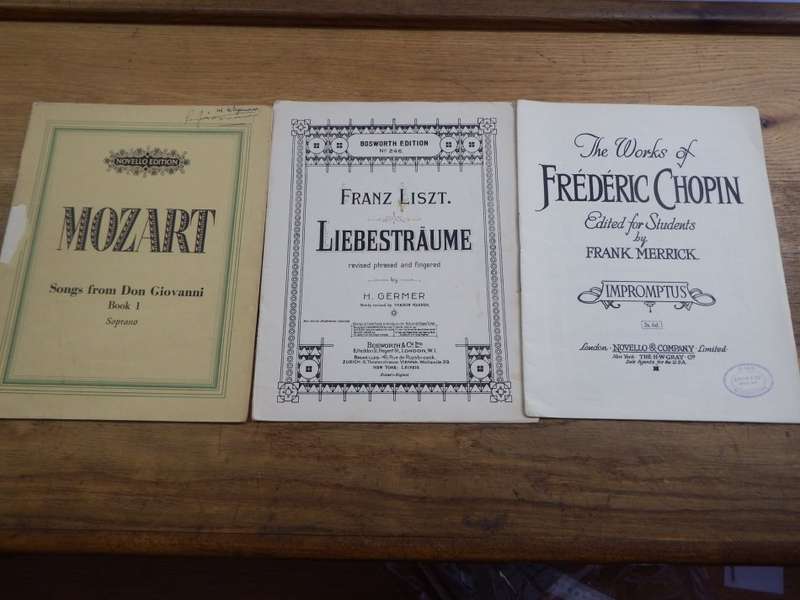 NOVELLO EDITION
MOZART
Songs from Don Giovanni
Book 1
Soprano
BOSWORTH EDITION
No 246.
FRANZ LISZT.
LIEBESTRÄUME
revised phrased and fingered
by
H. GERMER
BOSWORTH & Co. Ltd.
NEW YORK: LEIPZIG
The Works of
FRÉDÉRIC CHOPIN
Edited for Students
by
FRANK MERRICK
IMPROMPTUS
London · NOVELLO & COMPANY · Limited·
New York· THE H·W·GRAY·Co
Sole Agents for the U.S.A.